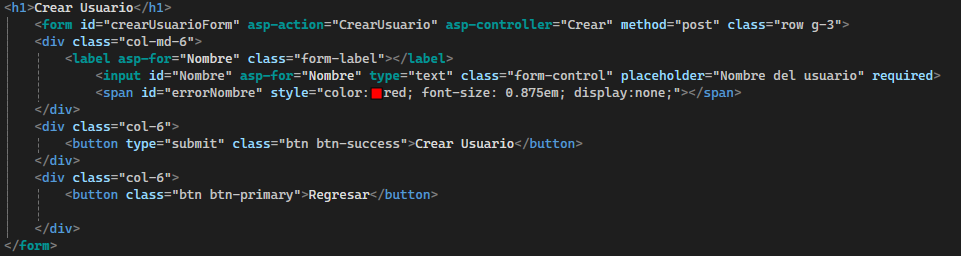 <h1>Crear Usuario</h1>
<form id="crearUsuarioForm" asp-action="CrearUsuario" asp-controller="Crear" method="post" class="row g-3">
<div class="col-md-6">
<label asp-for="Nombre" class="form-label"></label>
<input id="Nombre" asp-for="Nombre" type="text" class="form-control" placeholder="Nombre del usuario" required>
<span id="errorNombre" style="color:red; font-size: 0.875em; display:none;"></span>
</div>
<div class="col-6">
<button type="submit" class="btn btn-success">Crear Usuario</button>
</div>
<div class="col-6">
<button class="btn btn-primary">Regresar</button>
</div>
</form>